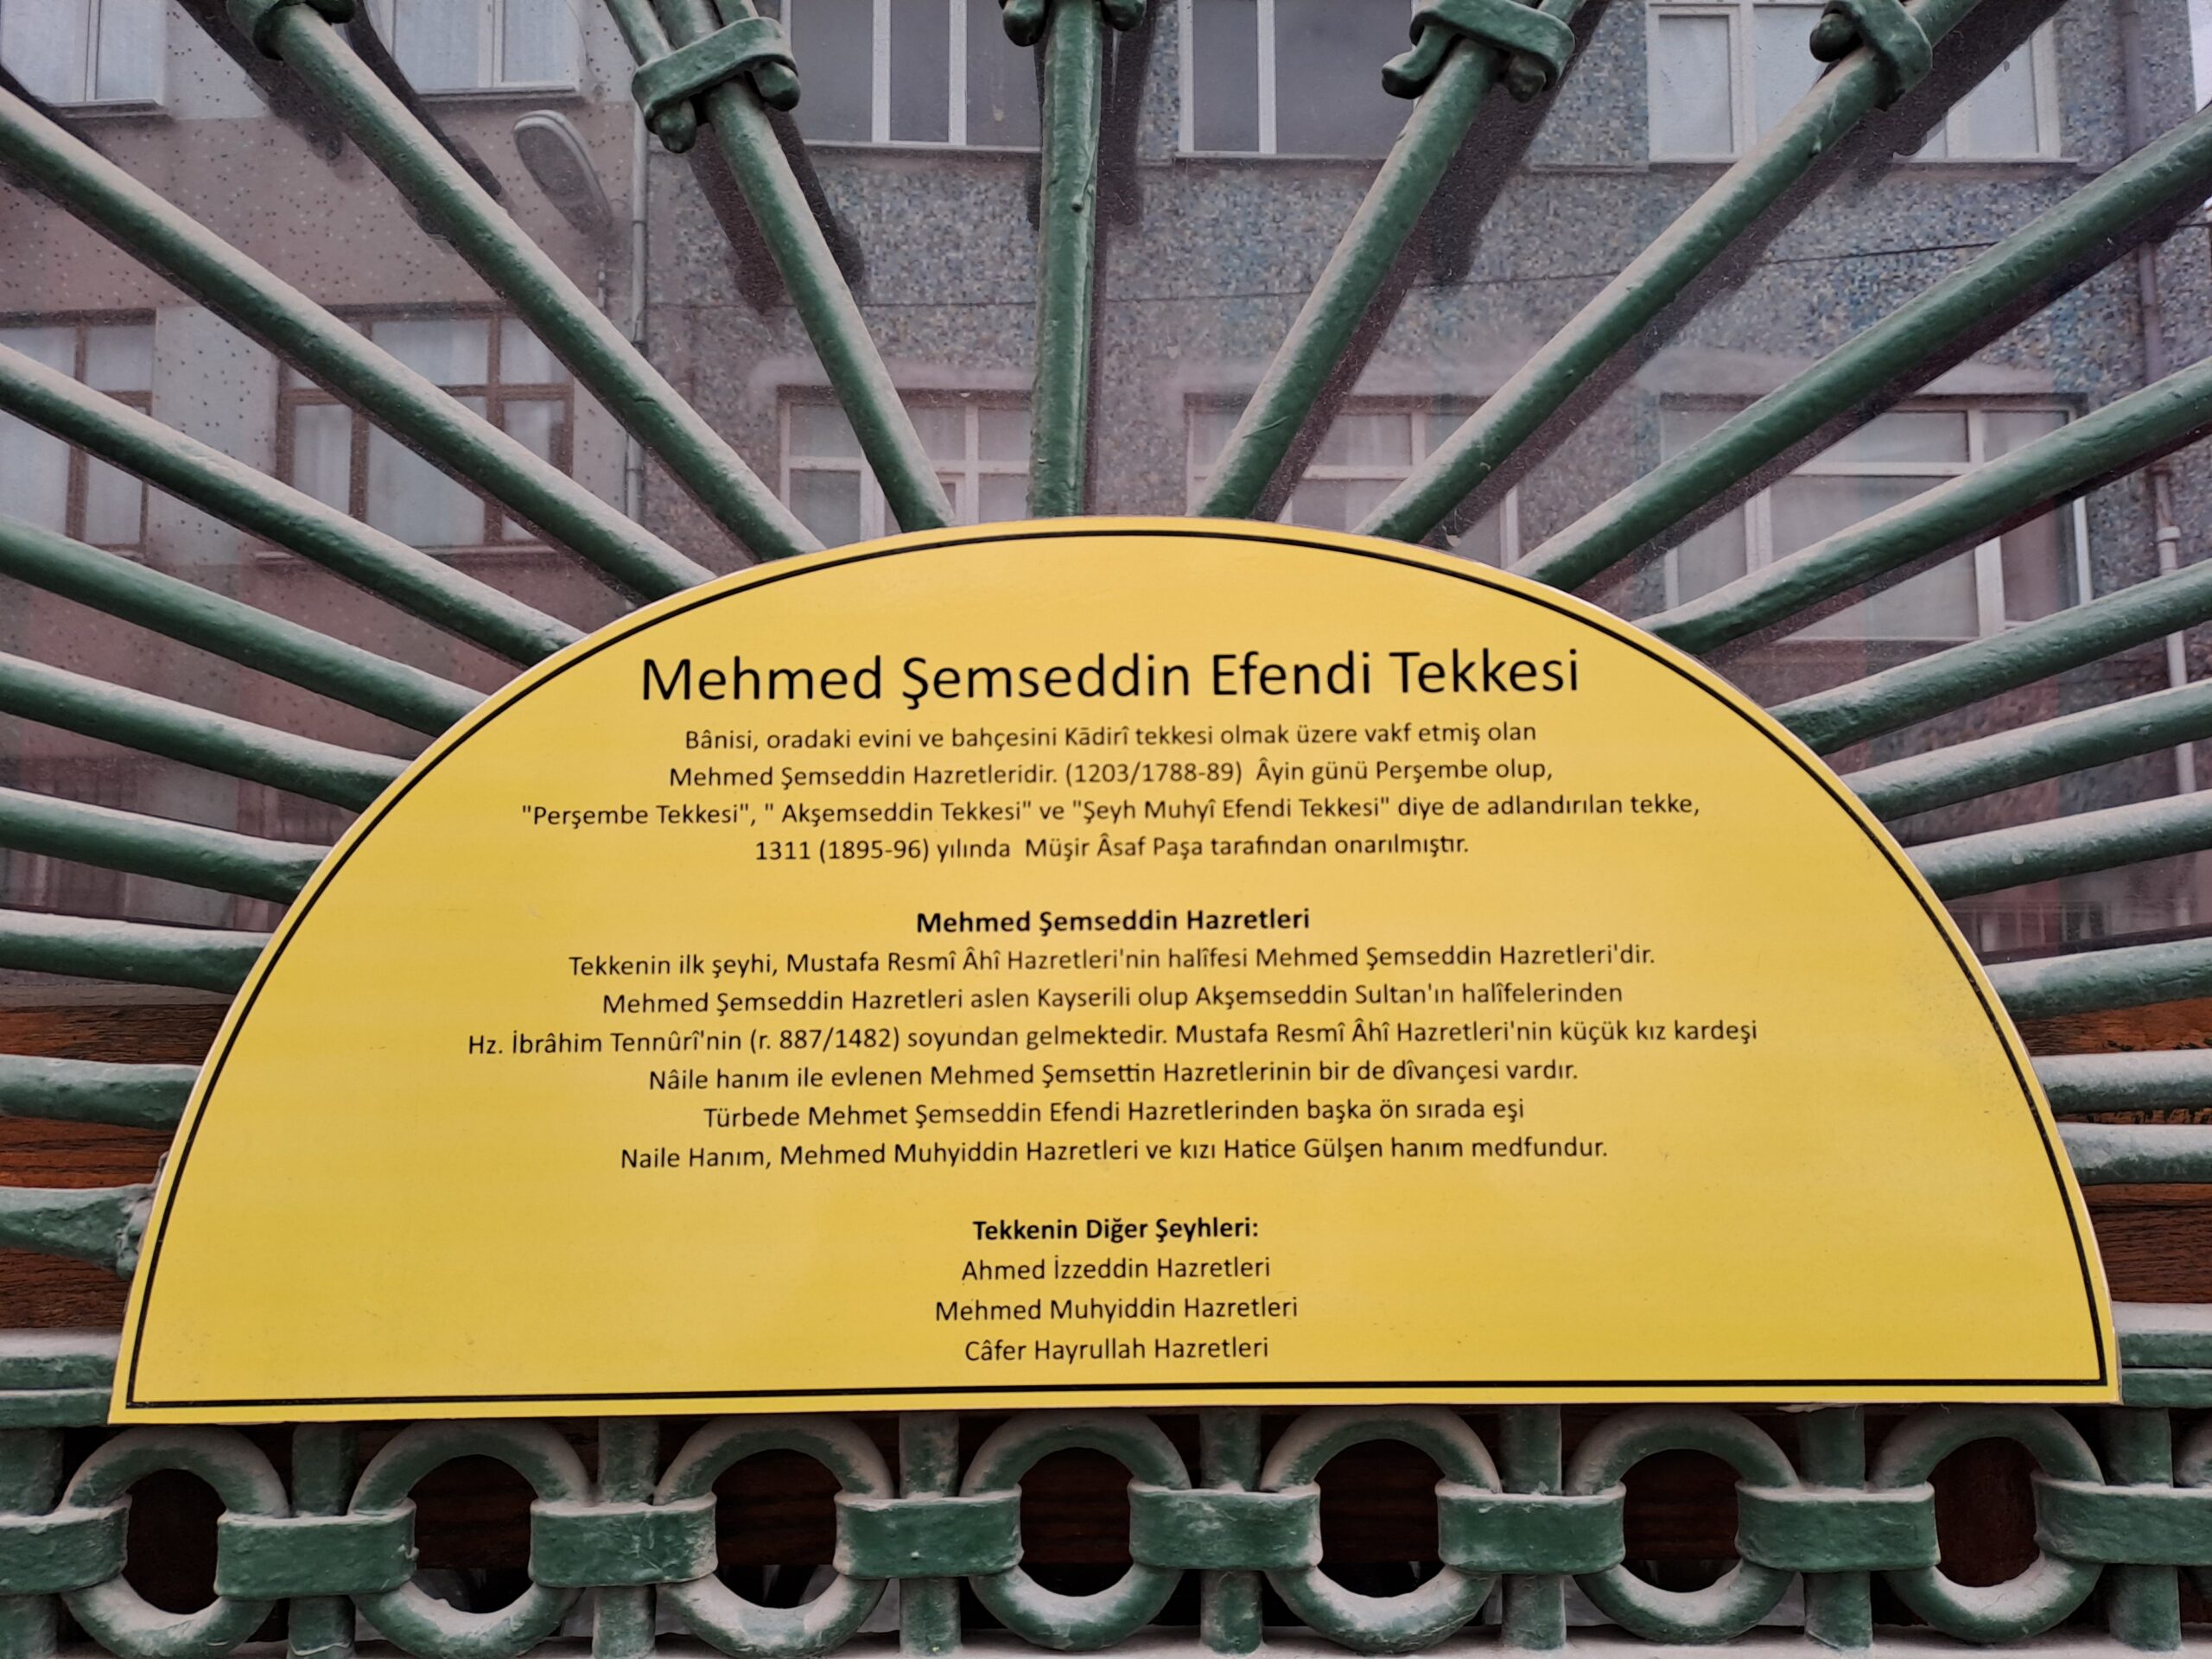 Mehmed Şemseddin Efendi Tekkesi
Bânisi, oradaki evini ve bahçesini Kādirî tekkesi olmak üzere vakf etmiş olan
Mehmed Şemseddin Hazretleridir. (1203/1788-89) Âyin günü Perşembe olup,
"Perşembe Tekkesi", " Akşemseddin Tekkesi" ve "Şeyh Muhyî Efendi Tekkesi" diye de adlandırılan tekke,
1311 (1895-96) yılında Müşir Âsaf Paşa tarafından onarılmıştır.
Mehmed Şemseddin Hazretleri
Tekkenin ilk şeyhi, Mustafa Resmî Âhî Hazretleri'nin halîfesi Mehmed Şemseddin Hazretleri'dir.
Mehmed Şemseddin Hazretleri aslen Kayserili olup Akşemseddin Sultan'ın halîfelerinden
Hz. İbrâhim Tennûrî'nin (r. 887/1482) soyundan gelmektedir. Mustafa Resmî Âhî Hazretleri'nin küçük kız kardeşi
Nâile hanım ile evlenen Mehmed Şemsettin Hazretlerinin bir de dîvançesi vardır.
Türbede Mehmet Şemseddin Efendi Hazretlerinden başka ön sırada eşi
Naile Hanım, Mehmed Muhyiddin Hazretleri ve kızı Hatice Gülşen hanım medfundur.
Tekkenin Diğer Şeyhleri:
Ahmed İzzeddin Hazretleri
Mehmed Muhyiddin Hazretleri
Câfer Hayrullah Hazretleri